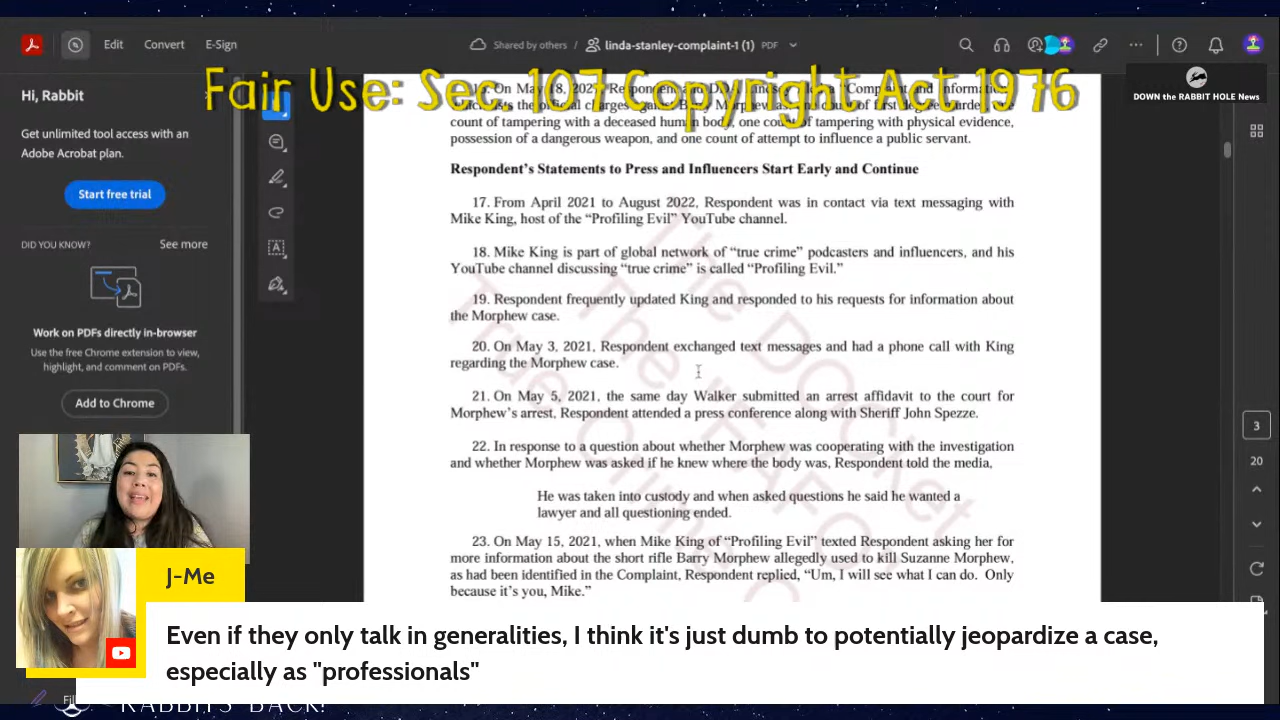 Edit
Convert
E-Sign
Shared by others / linda-stanley-complaint-1 (1) PDF
Fair Use: Sec 107 Copyright Act 1976
DOWN the RABBIT HOLE News
Hi, Rabbit
Get unlimited tool access with an
Adobe Acrobat plan.
Start free trial
DID YOU KNOW?
See more
Work on PDFs directly in-browser
Use the free Chrome extension to view,
highlight, and comment on PDFs.
Add to Chrome
On May 18, 2021, Respondent and
count of tampering with a deceased human body, one count of tampering with physical evidence,
possession of a dangerous weapon, and one count of attempt to influence a public servant.
Respondent's Statements to Press and Influencers Start Early and Continue
17. From April 2021 to August 2022, Respondent was in contact via text messaging with
Mike King, host of the "Profiling Evil" YouTube channel.
18. Mike King is part of global network of "true crime" podcasters and influencers, and his
YouTube channel discussing "true crime" is called "Profiling Evil."
19. Respondent frequently updated King and responded to his requests for information about
the Morphew case.
20. On May 3, 2021, Respondent exchanged text messages and had a phone call with King
regarding the Morphew case.
21. On May 5, 2021, the same day Walker submitted an arrest affidavit to the court for
Morphew's arrest, Respondent attended a press conference along with Sheriff John Spezze.
22. In response to a question about whether Morphew was cooperating with the investigation
and whether Morphew was asked if he knew where the body was, Respondent told the media,
He was taken into custody and when asked questions he said he wanted a
lawyer and all questioning ended.
23. On May 15, 2021, when Mike King of "Profiling Evil" texted Respondent asking her for
more information about the short rifle Barry Morphew allegedly used to kill Suzanne Morphew,
as had been identified in the Complaint, Respondent replied, "Um, I will see what I can do. Only
because it's you, Mike."
The DOCket
The "FAFO"
True Crime
3
20
J-Me
Even if they only talk in generalities, I think it's just dumb to potentially jeopardize a case,
especially as "professionals"
Fil
RABBITS BACK!